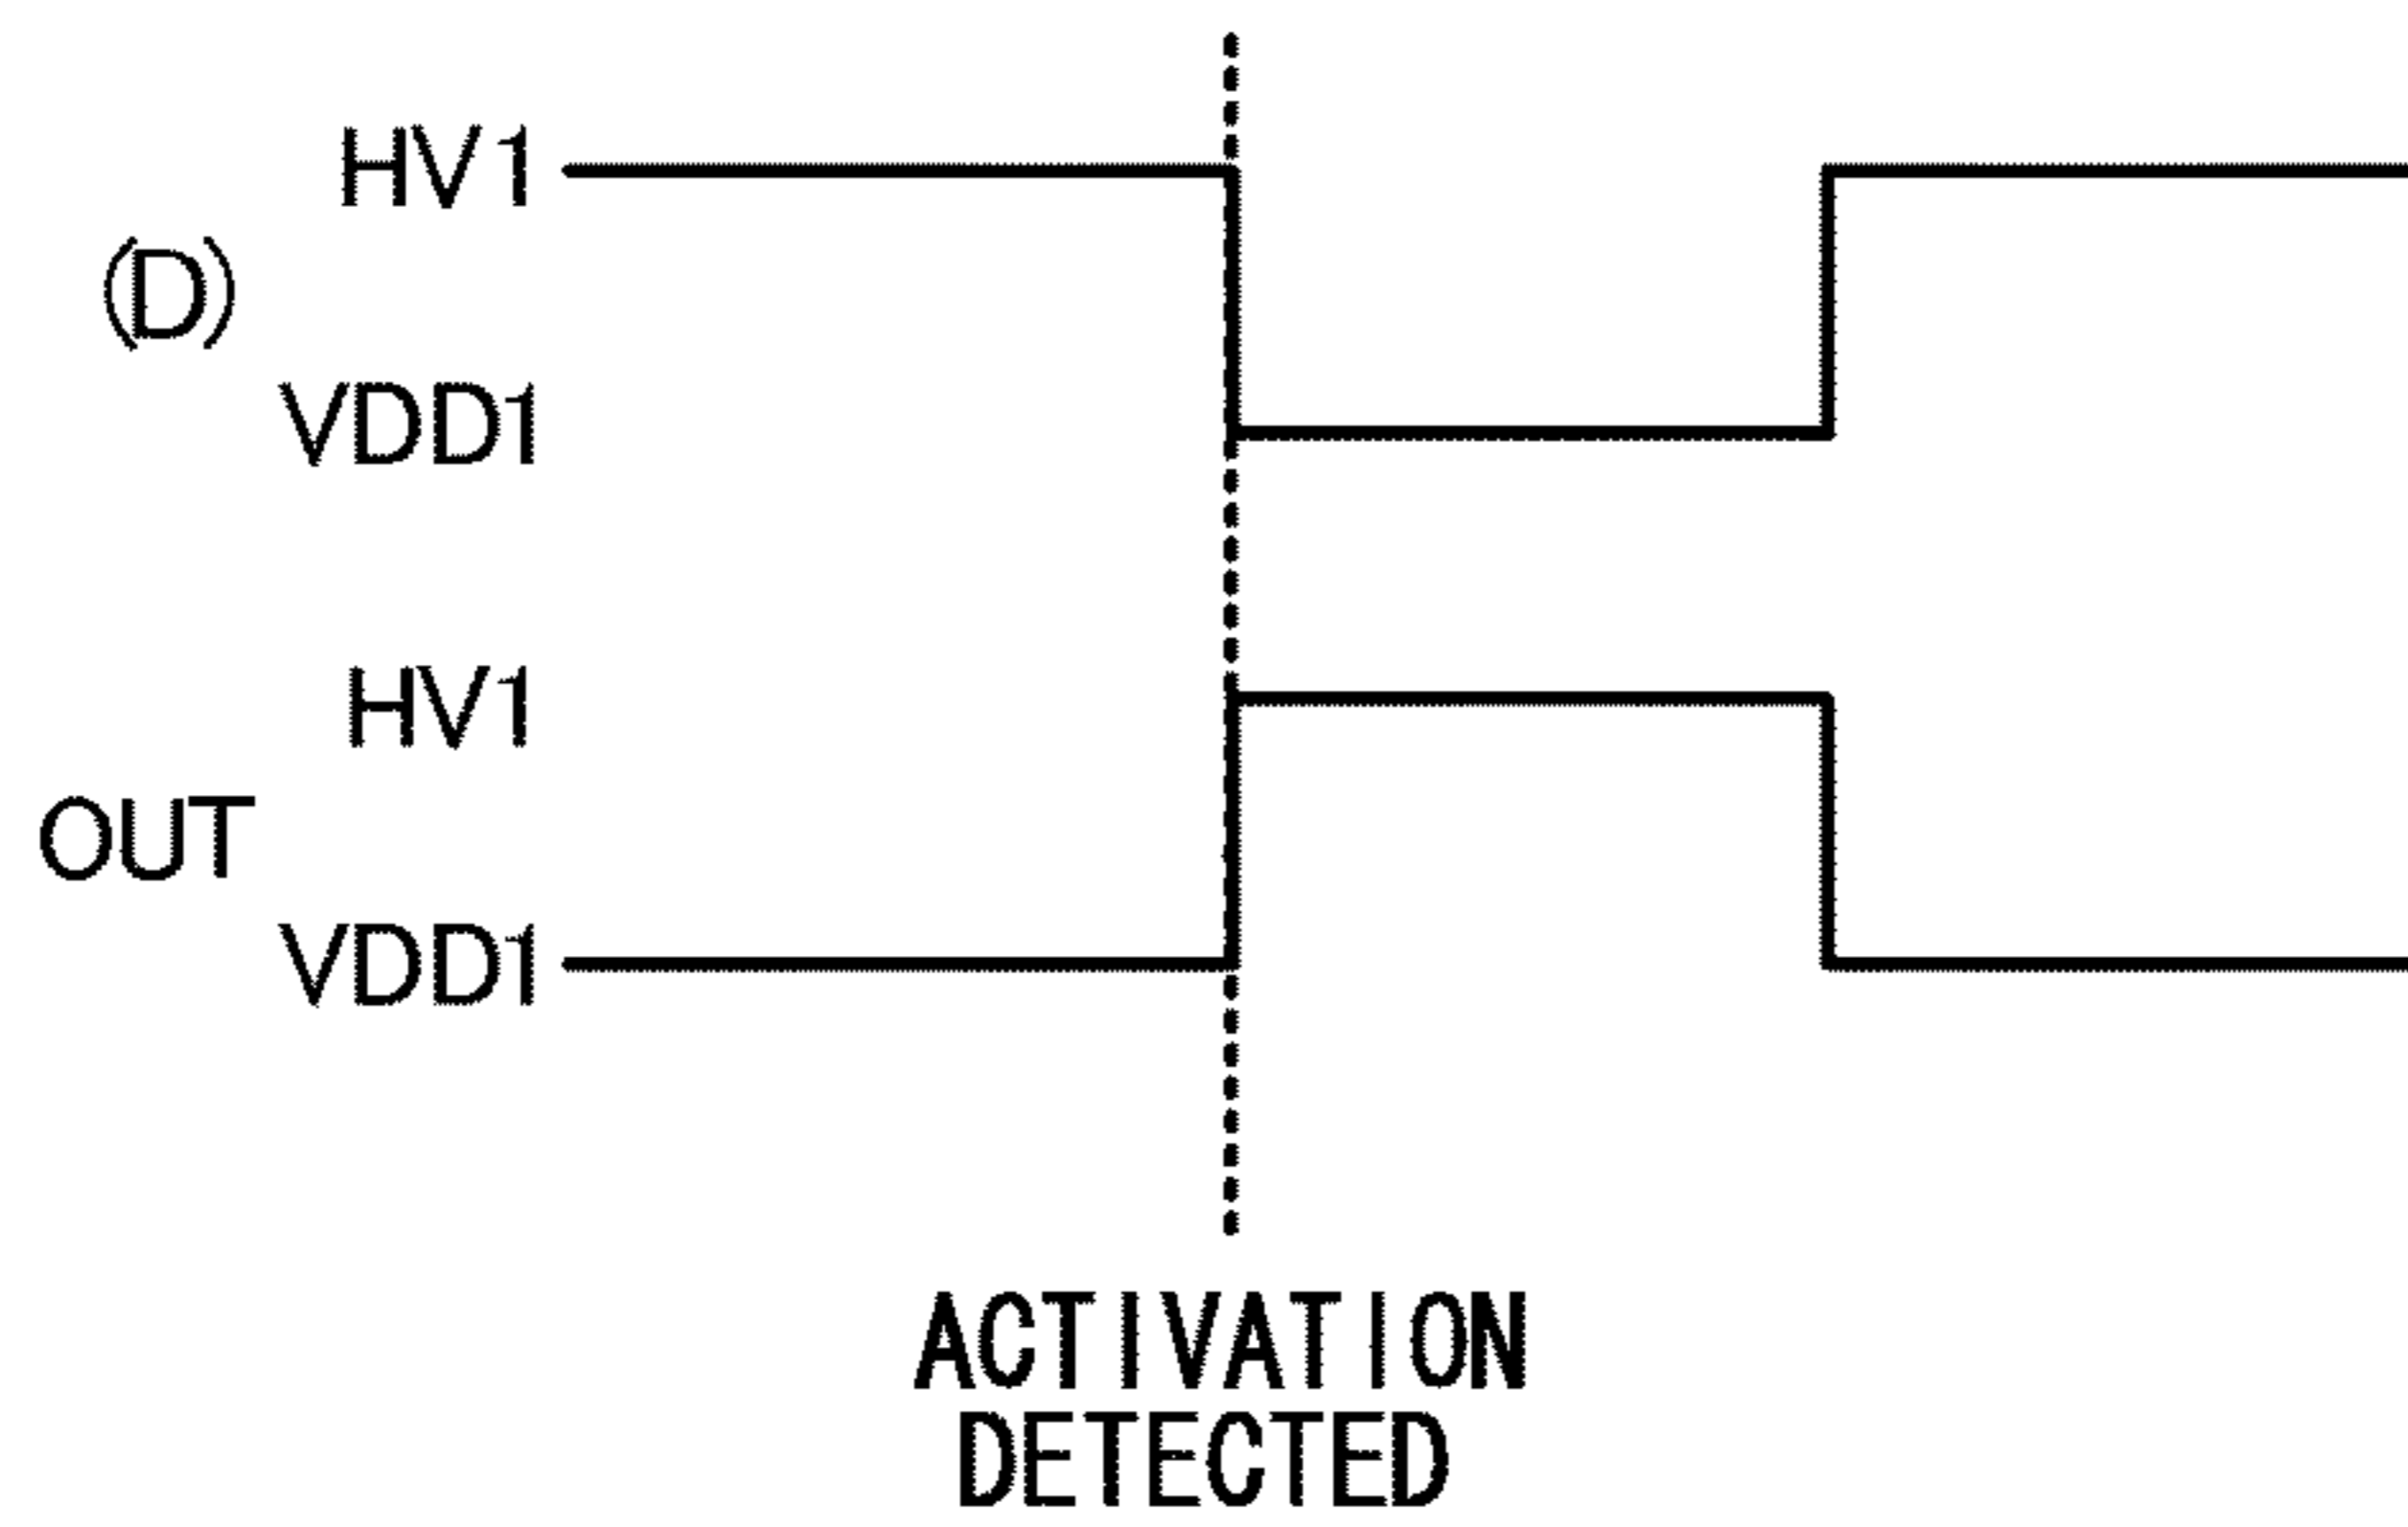 HV1
(D)
VDD1
HV1
OUT
VDD1
ACTIVATION
DETECTED